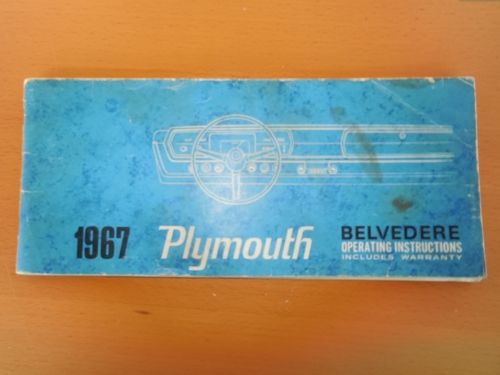 1967 Plymouth
BELVEDERE
OPERATING INSTRUCTIONS
INCLUDES WARRANTY